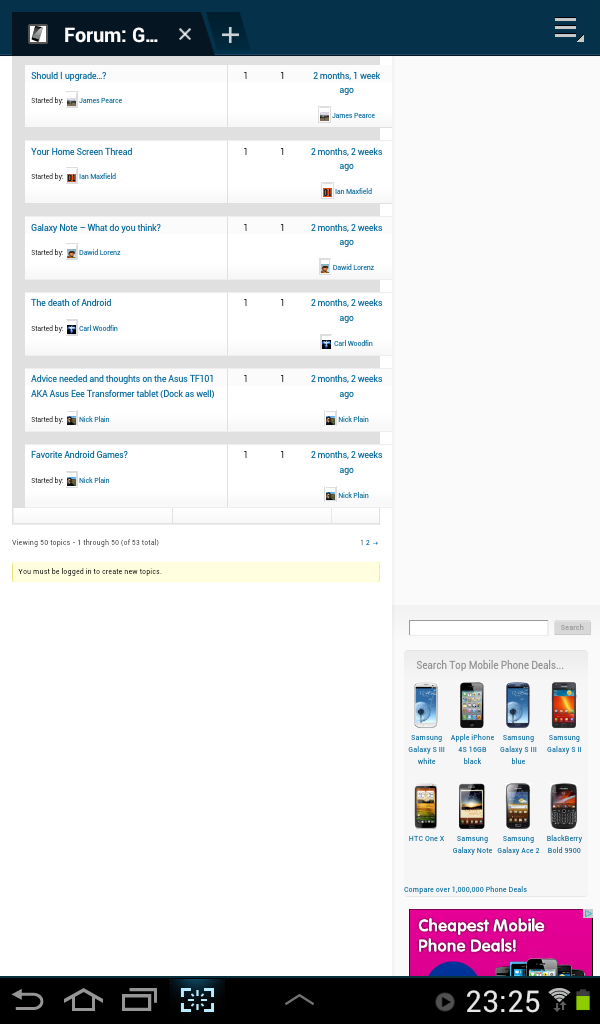 Forum: G...
Should I upgrade...?
1
1
2 months, 1 week
ago
Started by:
James Pearce
James Pearce
Your Home Screen Thread
1
1
2 months, 2 weeks
ago
Started by:
Ian Maxfield
Ian Maxfield
Galaxy Note – What do you think?
1
1
2 months, 2 weeks
ago
Started by:
Dawid Lorenz
Dawid Lorenz
The death of Android
1
1
2 months, 2 weeks
ago
Started by:
Carl Woodfin
Carl Woodfin
Advice needed and thoughts on the Asus TF101
AKA Asus Eee Transformer tablet (Dock as well)
1
1
2 months, 2 weeks
ago
Started by:
Nick Plain
Nick Plain
Favorite Android Games?
1
1
2 months, 2 weeks
ago
Started by:
Nick Plain
Nick Plain
Viewing 50 topics - 1 through 50 (of 53 total)
1 2 →
You must be logged in to create new topics.
Search
Search Top Mobile Phone Deals...
Samsung
Galaxy S III
white
Apple iPhone
4S 16GB
black
Samsung
Galaxy S III
blue
Samsung
Galaxy S II
HTC One X
Samsung
Galaxy Note
Samsung
Galaxy Ace 2
BlackBerry
Bold 9900
Compare over 1,000,000 Phone Deals
Cheapest Mobile
Phone Deals!
23:25